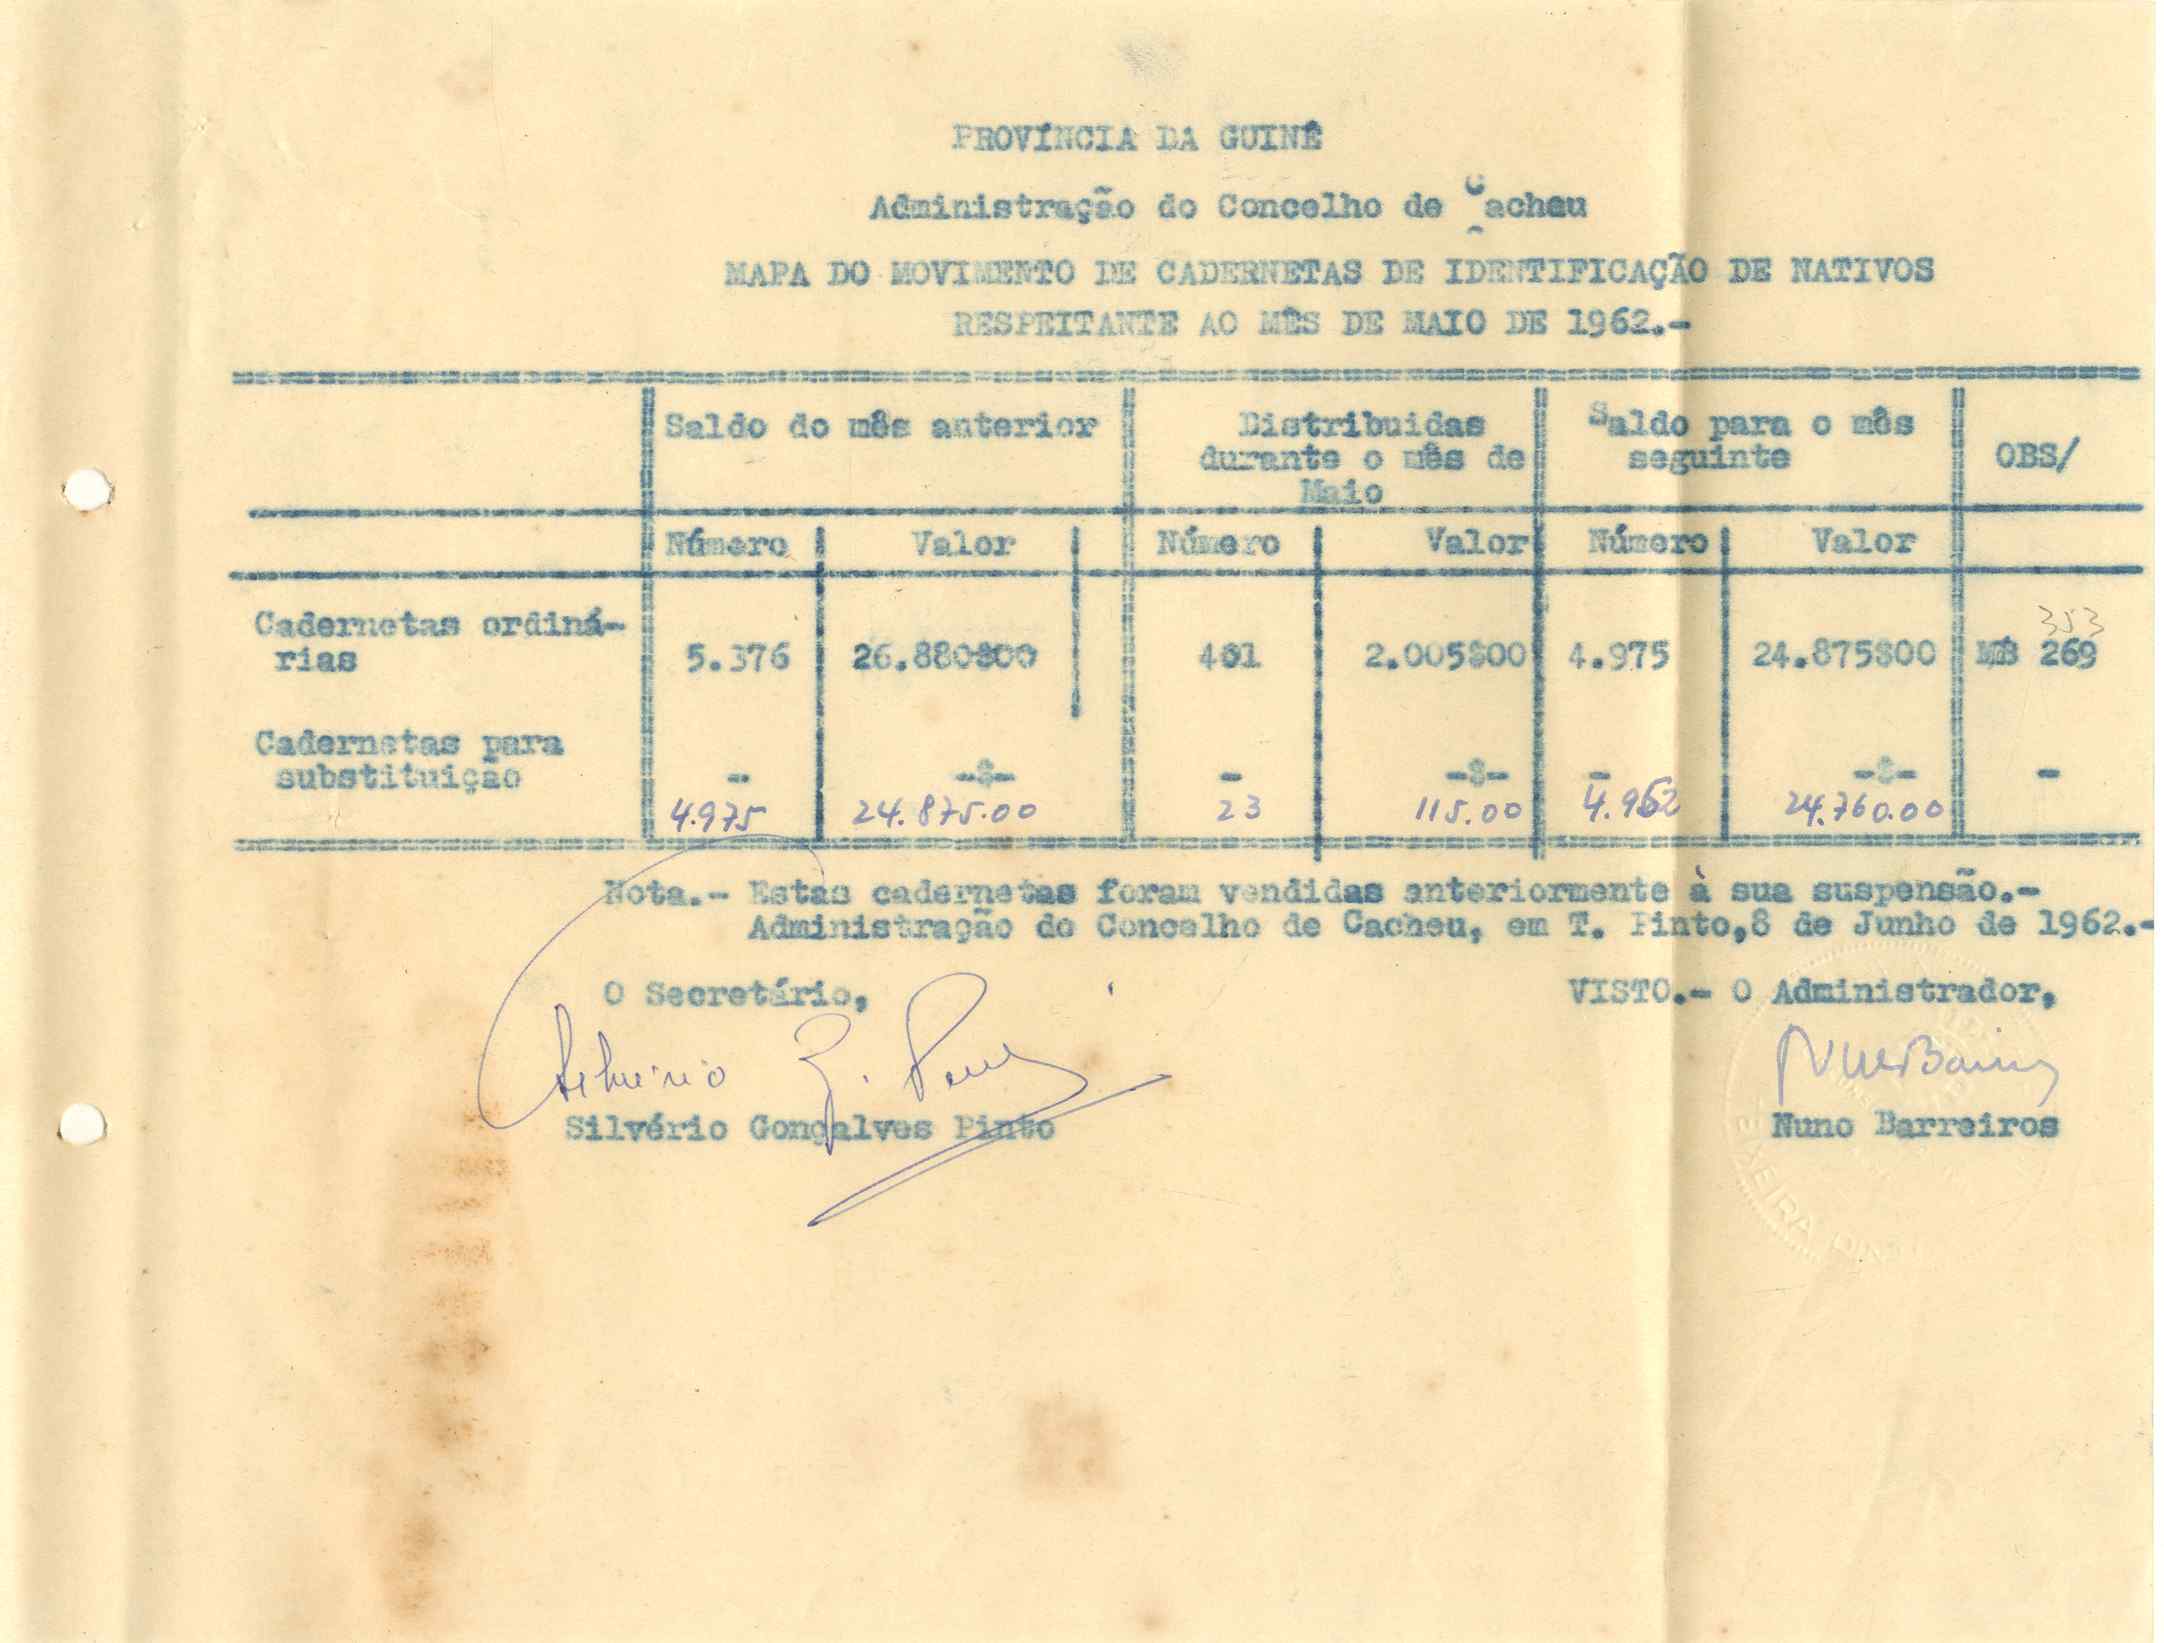 PROVÍNCIA DA GUINÉ
Administração do Concelho de Cacheu
MAPA DO MOVIMENTO DE CADERNETAS DE IDENTIFICAÇÃO DE NATIVOS
RESPEITANTE AO MÊS DE MAIO DE 1962.-
Saldo do mês anterior Distribuidas durante o mês de Maio Saldo para o mês seguinte OBS/
Número Valor Número Valor Número Valor
353
Cadernetas ordiná-
rias 5.376 26.880$00 401 2.005$00 4.975 24.875$00 269
Cadernetas para
substituição - -$- - -$- - -$- -
4.975 24.875.00 23 115.00 4.952 24.760.00
Nota.- Estas cadernetas foram vendidas anteriormente à sua suspensão.-
Administração do Concelho de Cacheu, em T. Pinto,8 de Junho de 1962.-
O Secretário, VISTO.- O Administrador,
Silvério Gonçalves Pinto Nuno Barreiros
TEIXEIRA PINTO